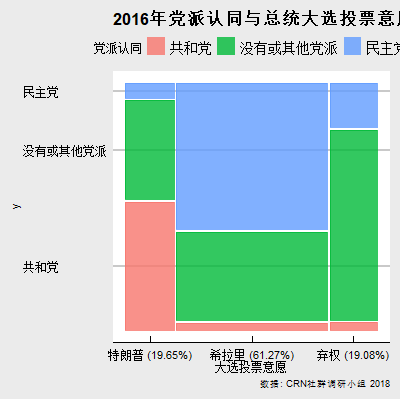 2016年党派认同与总统大选投票意
党派认同 共和党 没有或其他党派 民主党
民主党
没有或其他党派
y
共和党
特朗普 (19.65%) 希拉里 (61.27%) 弃权 (19.08%)
大选投票意愿
数据: CRN社群调研小组 2018